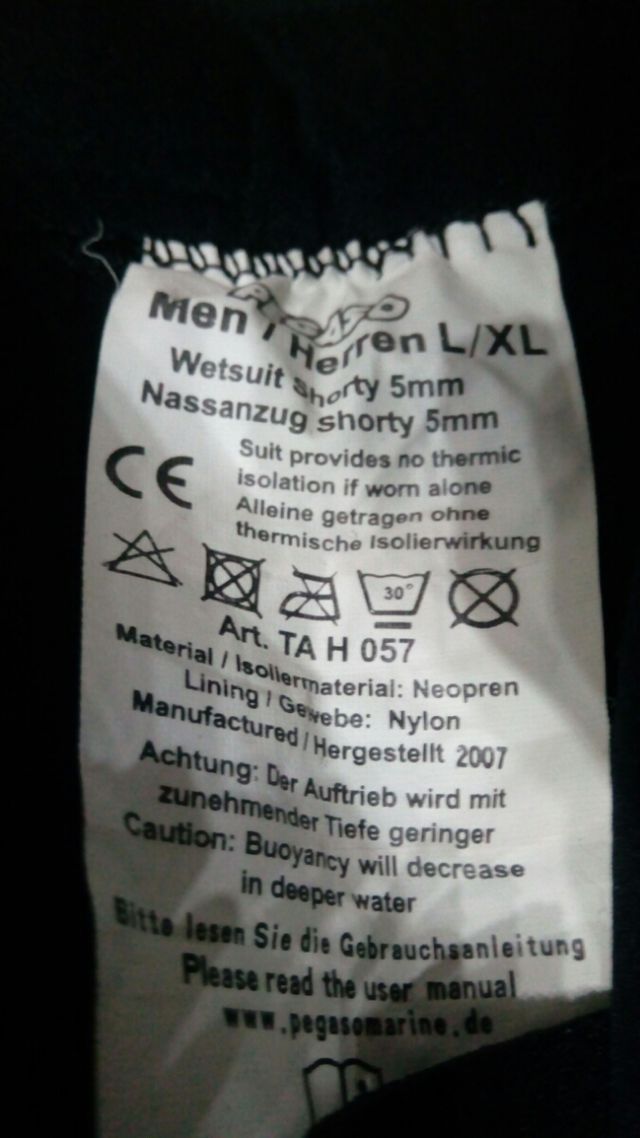 Men / Herren L/XL
Wetsuit shorty 5mm
Nassanzug shorty 5mm
CE
Suit provides no thermic
isolation if worn alone
Alleine getragen ohne
thermische Isolierwirkung
30°
Art. TA H 057
Material / Isoliermaterial: Neopren
Lining / Gewebe: Nylon
Manufactured / Hergestellt 2007
Achtung: Der Auftrieb wird mit
zunehmender Tiefe geringer
Caution: Buoyancy will decrease
in deeper water
Bitte lesen Sie die Gebrauchsanleitung
Please read the user manual
www.pegasomarine.de